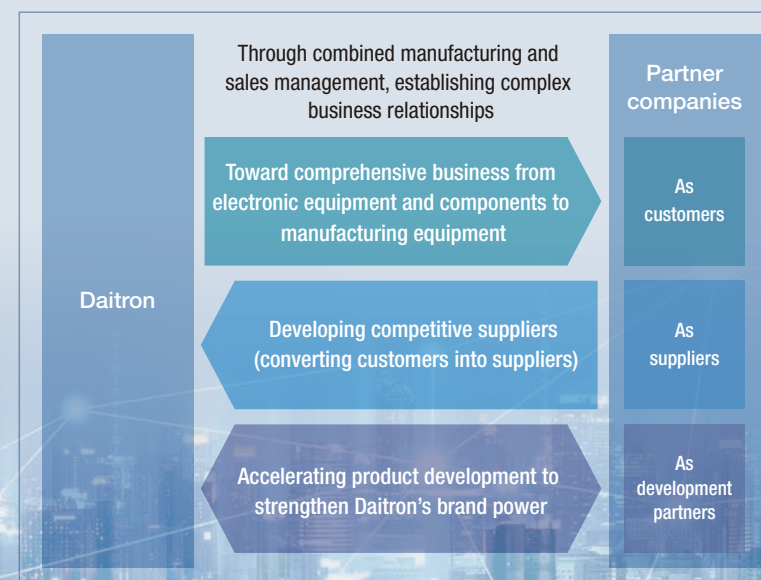 Through combined manufacturing and
sales management, establishing complex
business relationships
Partner
companies
Toward comprehensive business from
electronic equipment and components to
manufacturing equipment
As
customers
Daitron
Developing competitive suppliers
(converting customers into suppliers)
As
suppliers
Accelerating product development to
strengthen Daitron’s brand power
As
development
partners